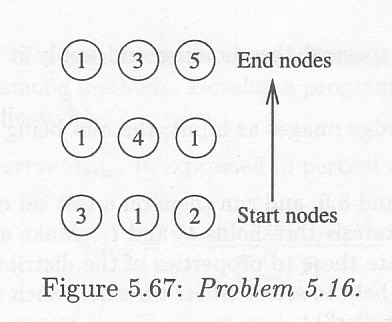 1 3 5 End nodes
1 4 1
3 1 2 Start nodes
Figure 5.67: Problem 5.16.